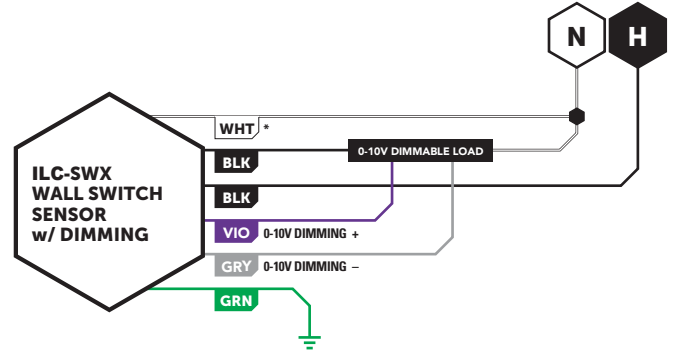 N H
WHT *
BLK 0-10V DIMMABLE LOAD
ILC-SWX
WALL SWITCH
SENSOR
w/ DIMMING
BLK
VIO 0-10V DIMMING +
GRY 0-10V DIMMING –
GRN